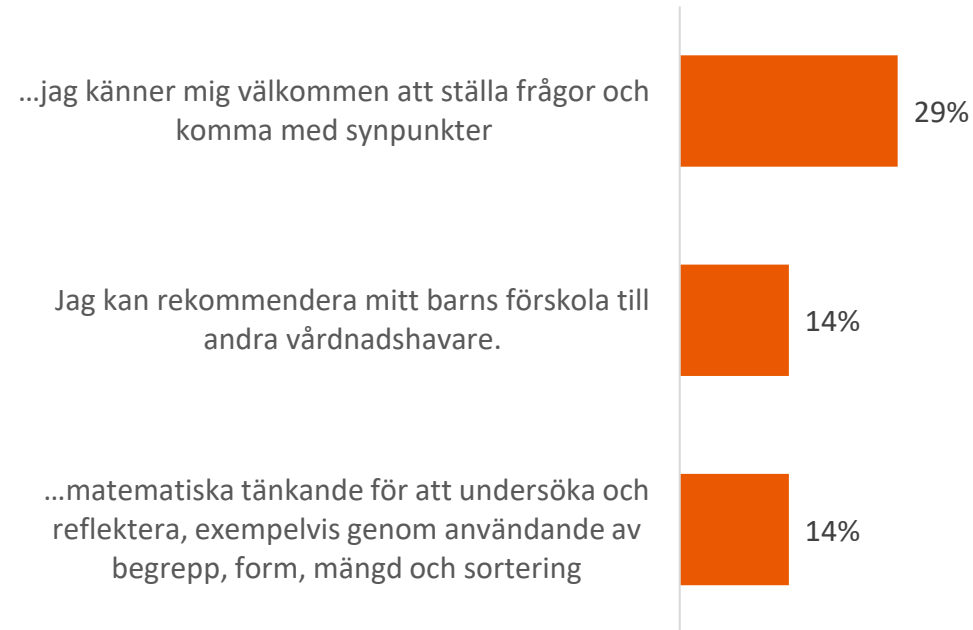 ...jag känner mig välkommen att ställa frågor och
komma med synpunkter
29%
Jag kan rekommendera mitt barns förskola till
andra vårdnadshavare.
14%
...matematiska tänkande för att undersöka och
reflektera, exempelvis genom användande av
begrepp, form, mängd och sortering
14%